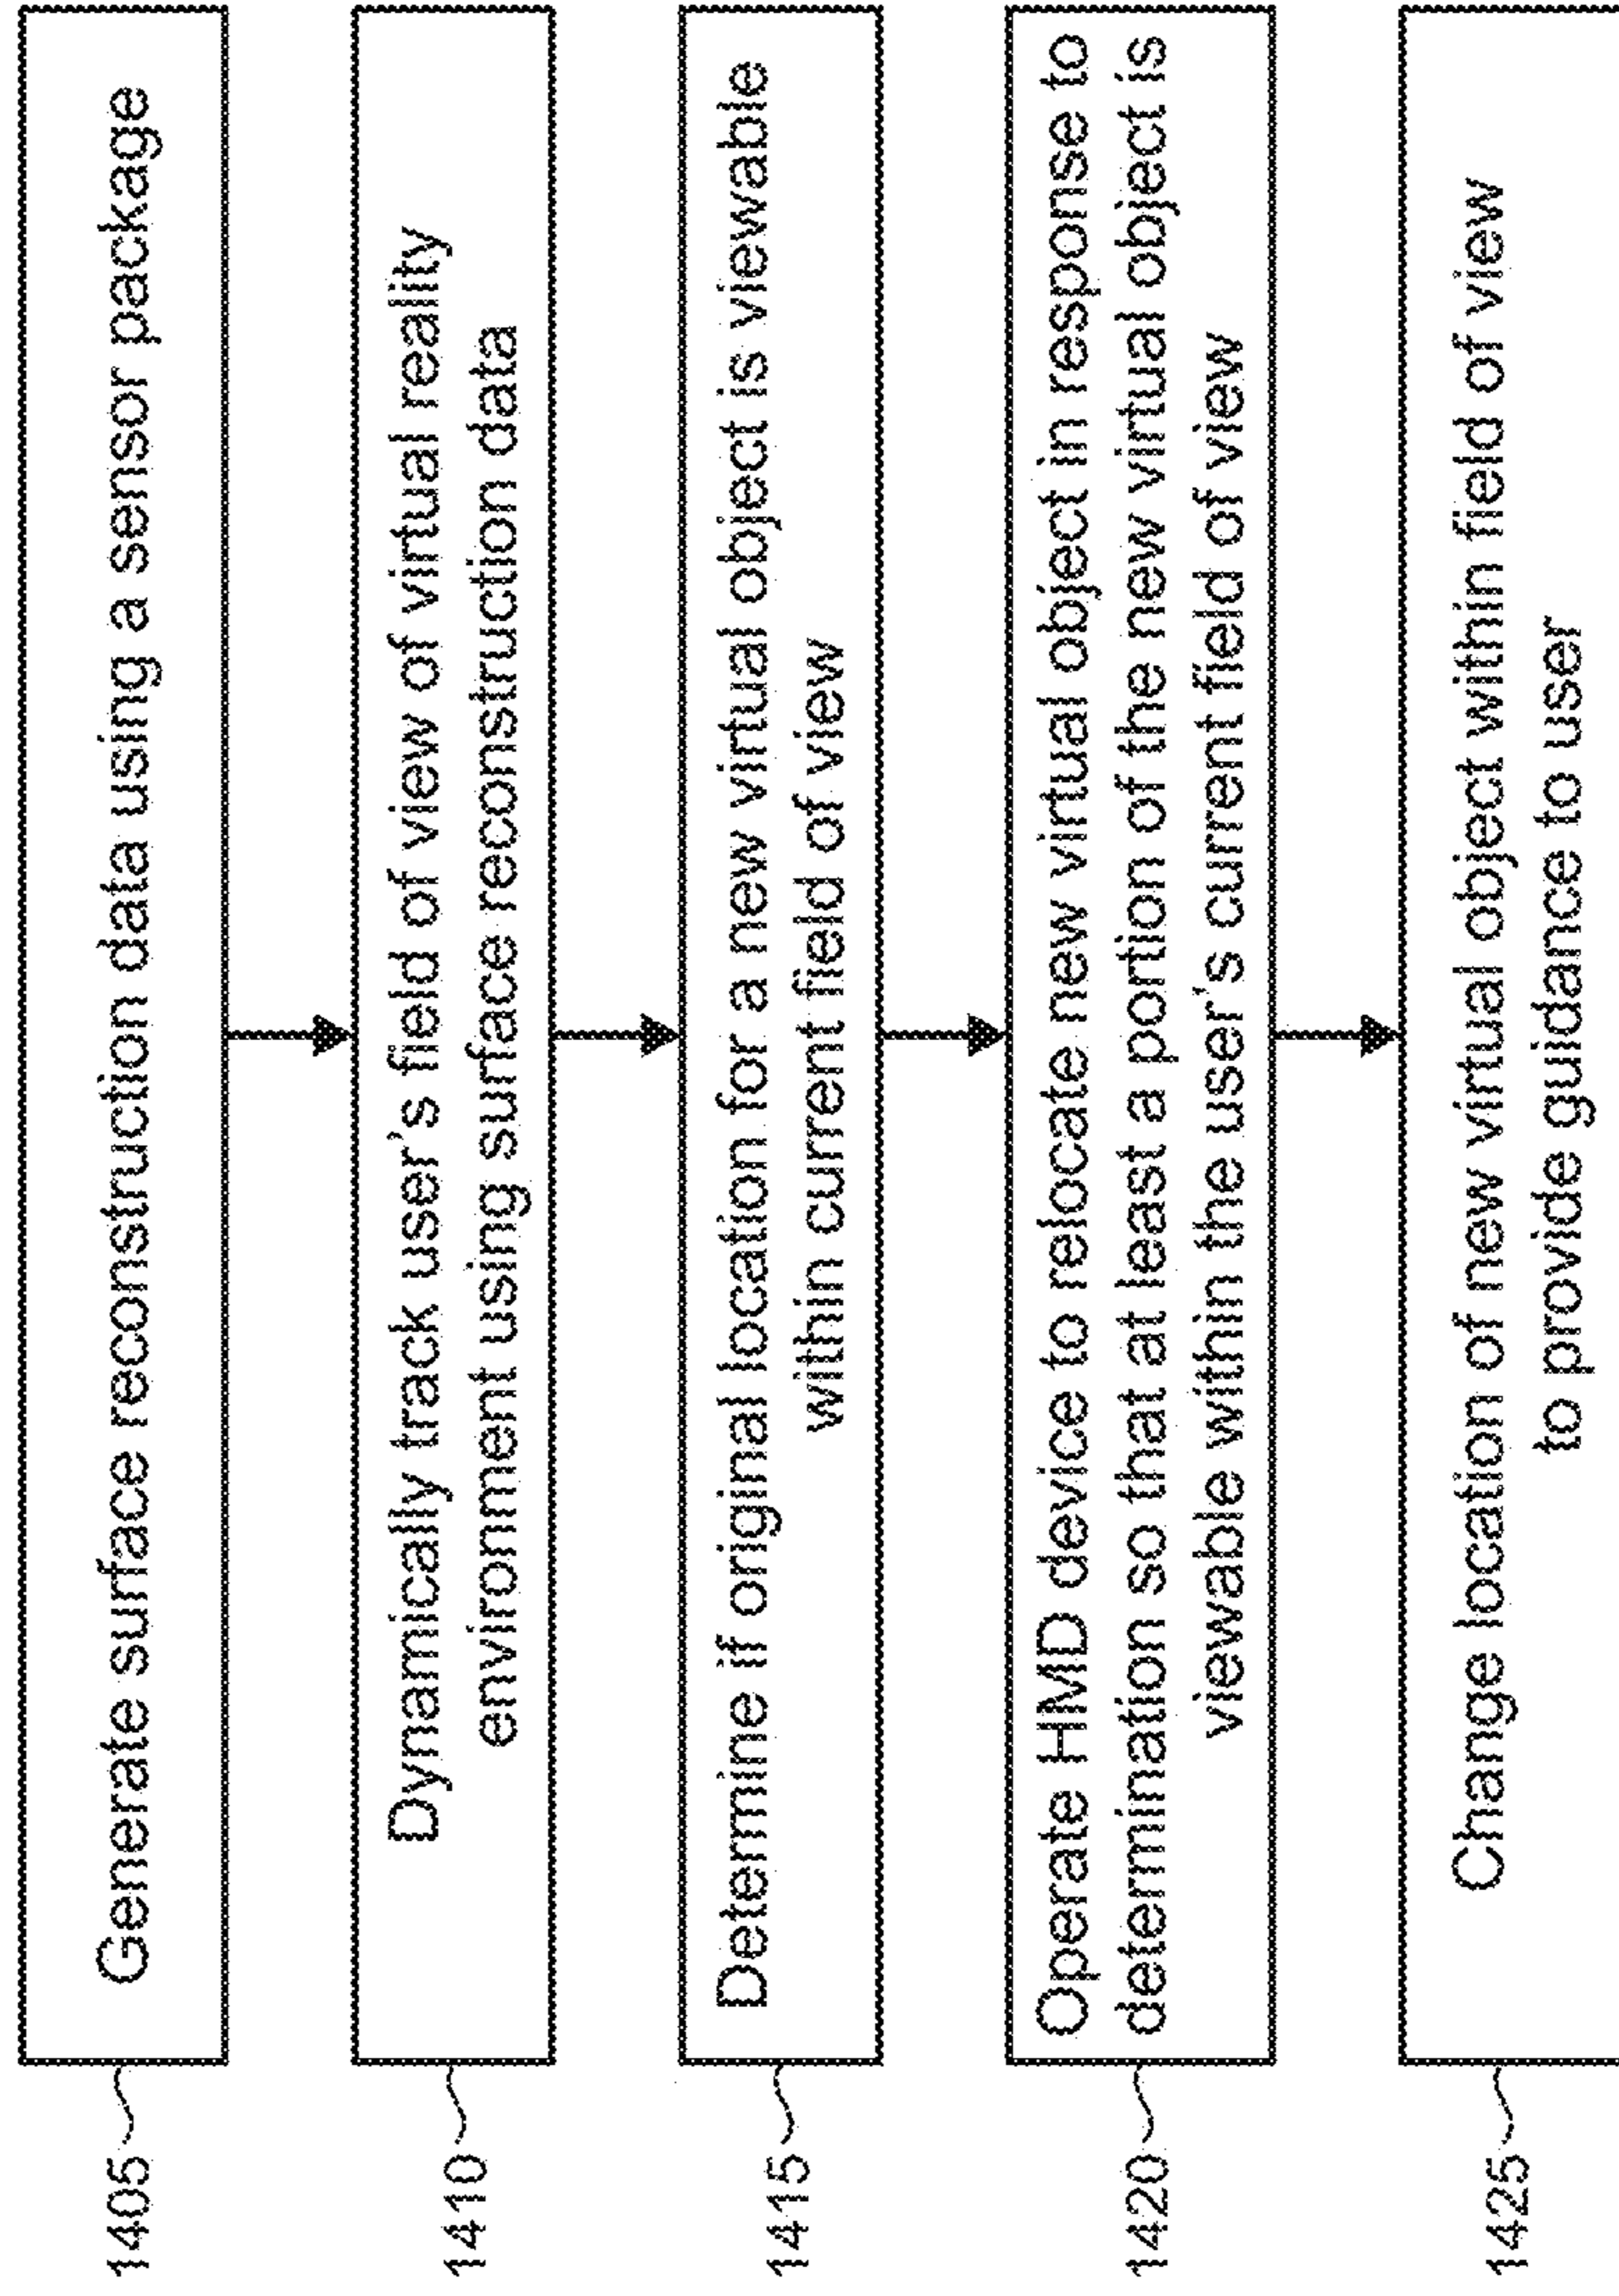 1405
Generate surface reconstruction data using a sensor package
1410
Dynamically track user's field of view of virtual reality
environment using surface reconstruction data
1415
Determine if original location for a new virtual object is viewable
within current field of view
1420
Operate HMD device to relocate new virtual object in response to
determination so that at least a portion of the new virtual object is
viewable within the user's current field of view
1425
Change location of new virtual object within field of view
to provide guidance to user